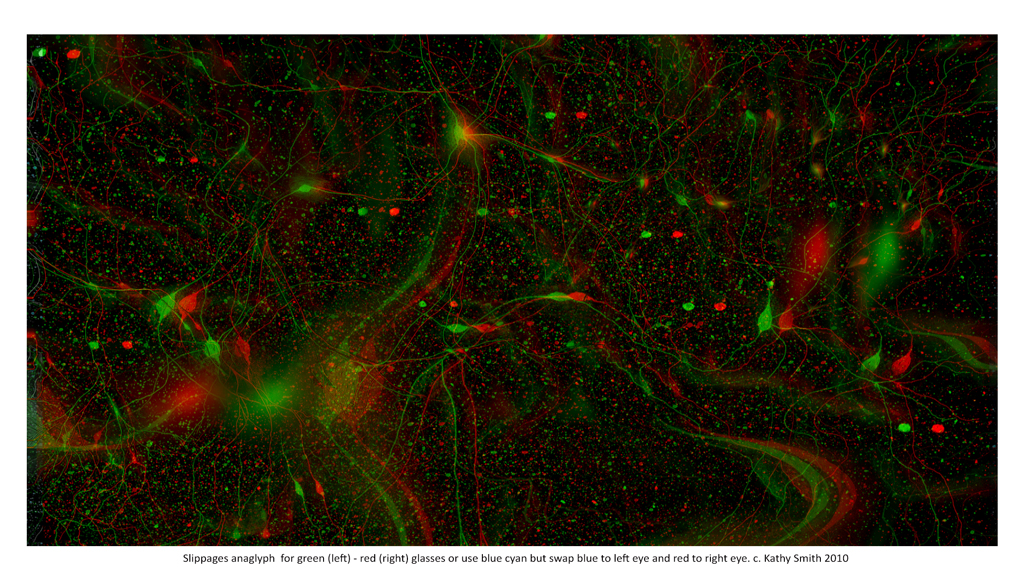 Slippages anaglyph  for green (left) - red (right) glasses or use blue cyan but swap blue to left eye and red to right eye. c. Kathy Smith 2010